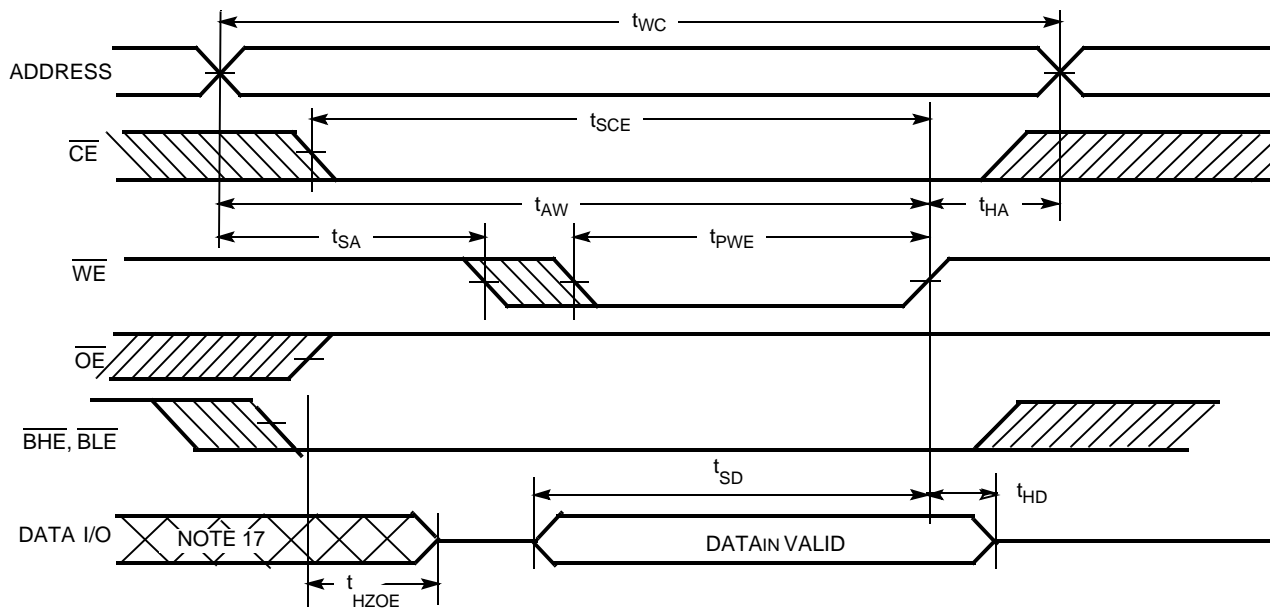 tWC
ADDRESS
tSCE
CE
tAW
tHA
tSA
tPWE
WE
OE
BHE, BLE
tSD
tHD
DATA I/O
NOTE 17
DATAIN VALID
tHZOE